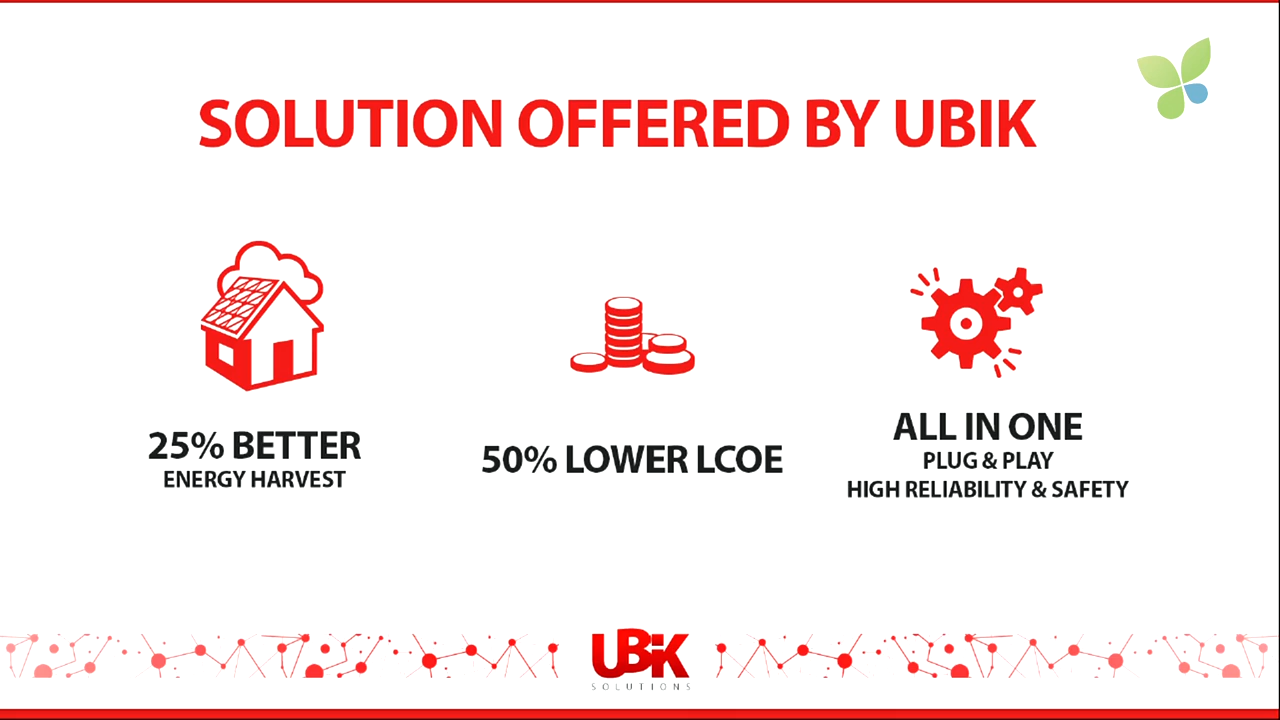 SOLUTION OFFERED BY UBIK
25% BETTER
ENERGY HARVEST
50% LOWER LCOE
ALL IN ONE
PLUG & PLAY
HIGH RELIABILITY & SAFETY
UBiK
SOLUTIONS